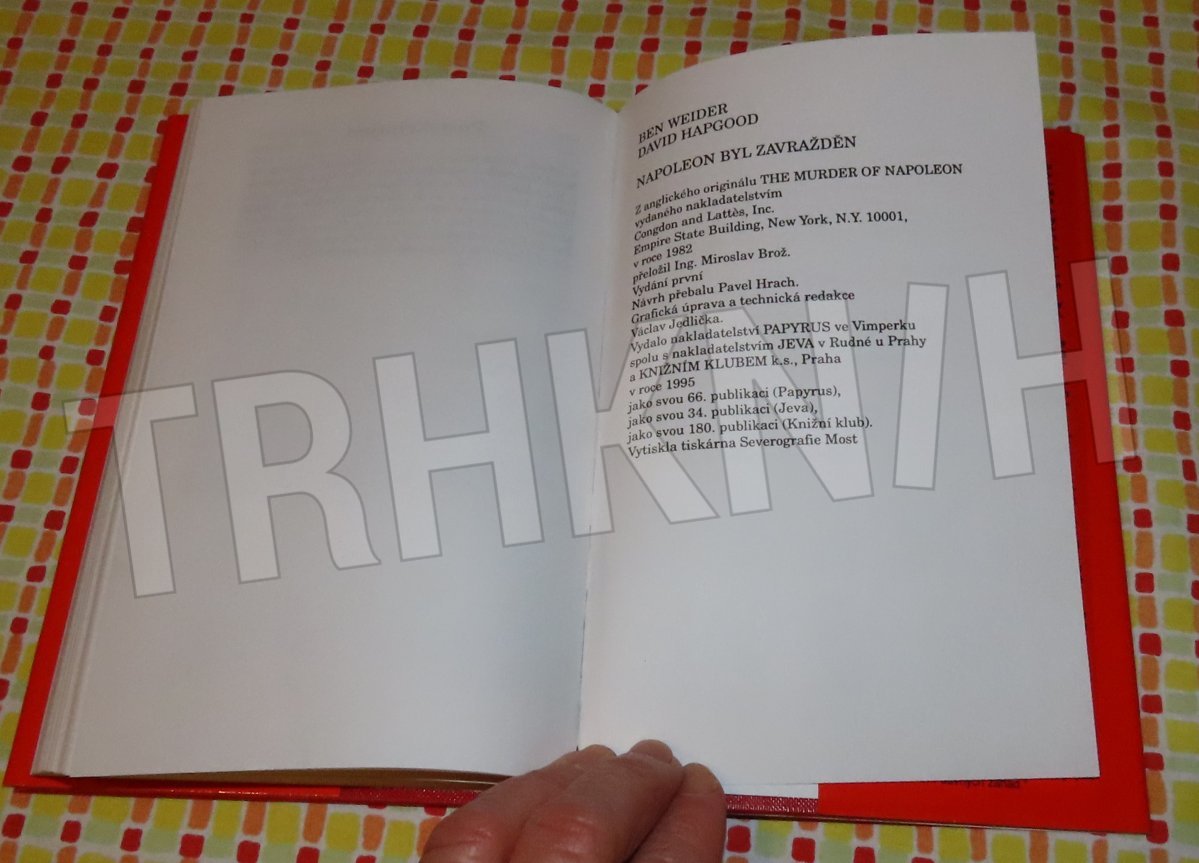 BEN WEIDER
DAVID HAPGOOD
NAPOLEON BYL ZAVRAŽDĚN
Z anglického originálu THE MURDER OF NAPOLEON
vydaného nakladatelstvím
Congdon and Lattès, Inc.
Empire State Building, New York, N.Y. 10001,
v roce 1982
přeložil Ing. Miroslav Brož.
Vydání první
Návrh přebalu Pavel Hrach.
Grafická úprava a technická redakce
Václav Jedlička.
Vydalo nakladatelství PAPYRUS ve Vimperku
spolu s nakladatelstvím JEVA v Rudné u Prahy
a KNIŽNÍM KLUBEM k.s., Praha
v roce 1995
jako svou 66. publikaci (Papyrus),
jako svou 34. publikaci (Jeva),
jako svou 180. publikaci (Knižní klub).
Vytiskla tiskárna Severografie Most
TRHKNIH